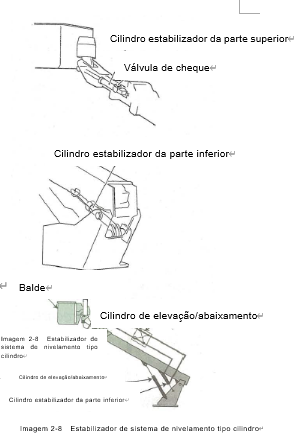 Cilindro estabilizador da parte superior
Válvula de cheque
Cilindro estabilizador da parte inferior
Balde
Cilindro de elevação/abaixamento
Imagem 2-8 Estabilizador de
sistema de nivelamento tipo
cilindro
Cilindro de elevação/abaixamento
Cilindro estabilizador da parte inferior
Imagem 2-8 Estabilizador de sistema de nivelamento tipo cilindro